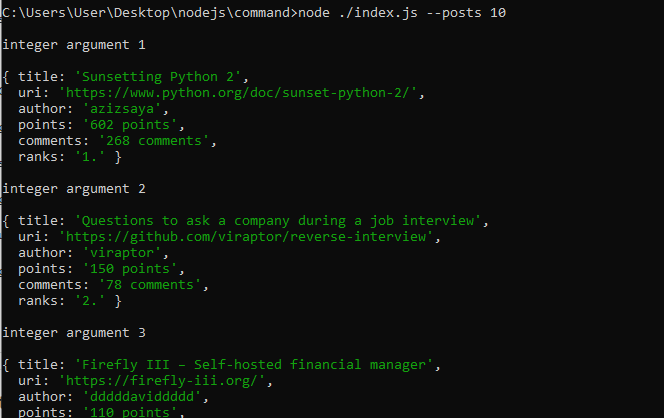 C:\Users\User\Desktop\nodejs\command>node ./index.js --posts 10
integer argument 1
{ title: 'Sunsetting Python 2',
uri: 'https://www.python.org/doc/sunset-python-2/',
author: 'azizsaya',
points: '602 points',
comments: '268 comments',
ranks: '1.' }
integer argument 2
{ title: 'Questions to ask a company during a job interview',
uri: 'https://github.com/viraptor/reverse-interview',
author: 'viraptor',
points: '150 points',
comments: '78 comments',
ranks: '2.' }
integer argument 3
{ title: 'Firefly III – Self-hosted financial manager',
uri: 'https://firefly-iii.org/',
author: 'dddddaviddddd',
points: '110 points',